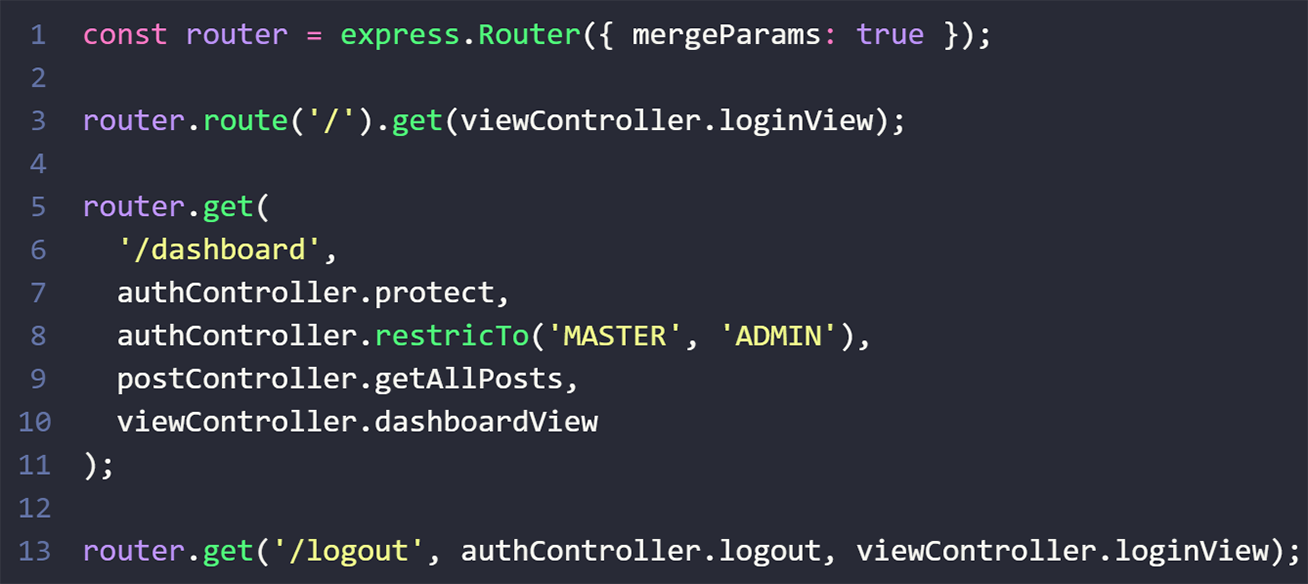 1 const router = express.Router({ mergeParams: true });
2
3 router.route('/').get(viewController.loginView);
4
5 router.get(
6   '/dashboard',
7   authController.protect,
8   authController.restricTo('MASTER', 'ADMIN'),
9   postController.getAllPosts,
10   viewController.dashboardView
11 );
12
13 router.get('/logout', authController.logout, viewController.loginView);